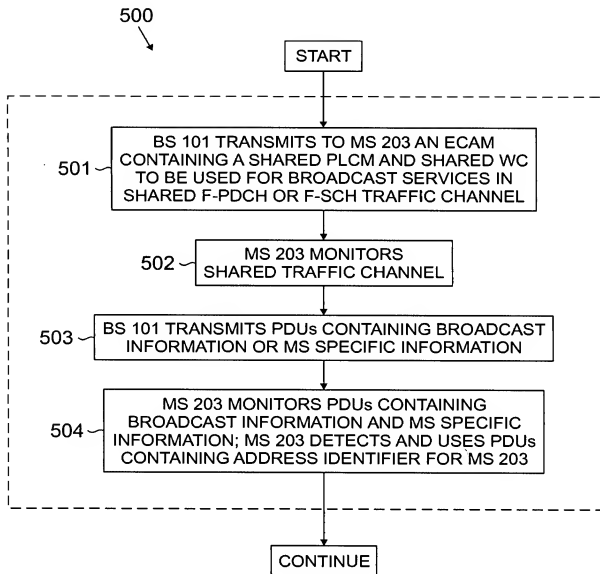 500
START
501
BS 101 TRANSMITS TO MS 203 AN ECAM
CONTAINING A SHARED PLCM AND SHARED WC
TO BE USED FOR BROADCAST SERVICES IN
SHARED F-PDCH OR F-SCH TRAFFIC CHANNEL
502
MS 203 MONITORS
SHARED TRAFFIC CHANNEL
503
BS 101 TRANSMITS PDUs CONTAINING BROADCAST
INFORMATION OR MS SPECIFIC INFORMATION
504
MS 203 MONITORS PDUs CONTAINING
BROADCAST INFORMATION AND MS SPECIFIC
INFORMATION; MS 203 DETECTS AND USES PDUs
CONTAINING ADDRESS IDENTIFIER FOR MS 203
CONTINUE